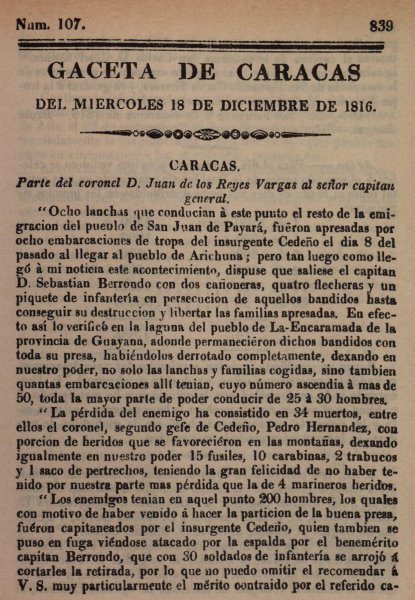 Num. 107.
839
GACETA DE CARACAS
DEL MIERCOLES 18 DE DICIEMBRE DE 1816.
CARACAS.
Parte del coronel D. Juan de los Reyes Vargas al señor capitan
general.
"Ocho lanchas que conducian à este punto el resto de la emi-
gracion del pueblo de San Juan de Payará, fuéron apresadas por
ocho embarcaciones de tropa del insurgente Cedeño el dia 8 del
pasado al llegar al pueblo de Arichuna; pero tan luego como lle-
gó à mi noticia este acontecimiento, dispuse que saliese el capitan
D. Sebastian Berrondo con dos cañoneras, quatro flecheras y un
piquete de infantería en persecucion de aquellos bandidos hasta
conseguir su destruccion y libertar las familias apresadas. En efec-
to así lo verificó en la laguna del pueblo de La-Encaramada de la
provincia de Guayana, adonde permaneciéron dichos bandidos con
toda su presa, habiéndolos derrotado completamente, dexando en
nuestro poder, no solo las lanchas y familias cogidas, sino tambien
quantas embarcaciones allí tenian, cuyo número ascendia à mas de
50, toda la mayor parte de poder conducir de 25 à 30 hombres.
"La pérdida del enemigo ha consistido en 34 muertos, entre
ellos el coronel, segundo gefe de Cedeño, Pedro Hernandez, con
porcion de heridos que se favoreciéron en las montañas, dexando
igualmente en nuestro poder 15 fusiles, 10 carabinas, 2 trabucos
y 1 saco de pertrechos, teniendo la gran felicidad de no haber te-
nido por nuestra parte mas pérdida que la de 4 marineros heridos.
"Los enemigos tenian en aquel punto 200 hombres, los quales
con motivo de haber venido á hacer la particion de la buena presa,
fuéron capitaneados por el insurgente Cedeño, quien tambien se
puso en fuga viéndose atacado por la espalda por el benemérito
capitan Berrondo, que con 30 soldados de infantería se arrojó á
cortarles la retirada, por lo que no puedo omitir el recomendar á
V. S. muy particularmente el mérito contraido por el referido ca-